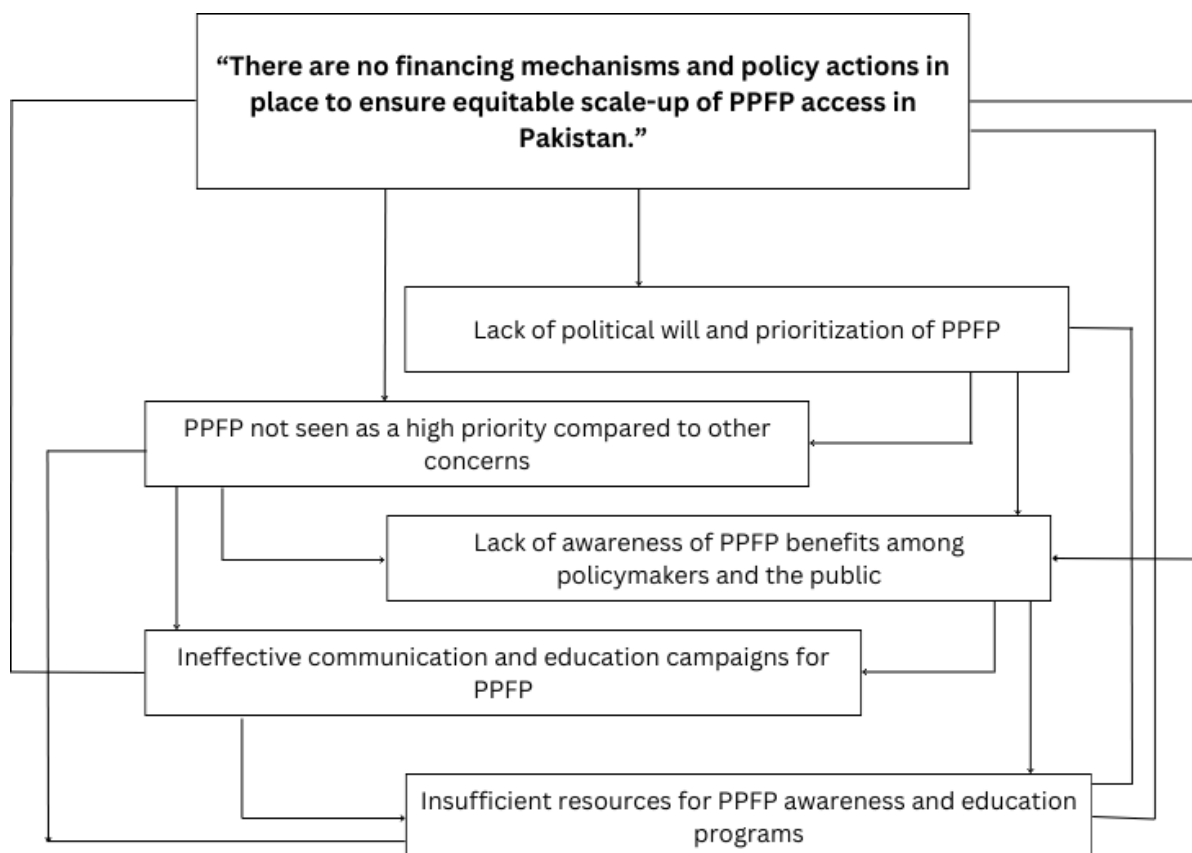 “There are no financing mechanisms and policy actions in
place to ensure equitable scale-up of PPFP access in
Pakistan.”
Lack of political will and prioritization of PPFP
PPFP not seen as a high priority compared to other
concerns
Lack of awareness of PPFP benefits among
policymakers and the public
Ineffective communication and education campaigns for
PPFP
Insufficient resources for PPFP awareness and education
programs